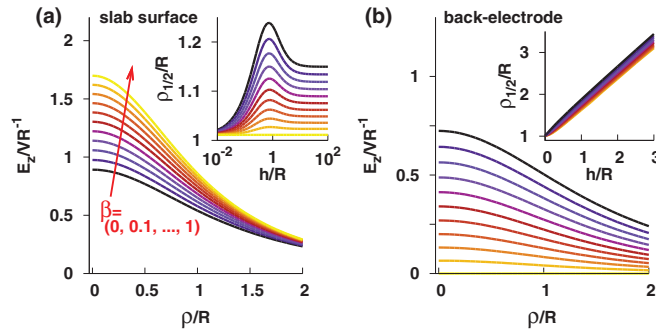 (a) slab surface
2
1.5
1
0.5
0
E_z/VR^-1
β=
(0, 0.1, ..., 1)
0 0.5 1 1.5 2
ρ/R
1.2
1.1
1
ρ_1/2/R
10^-2 1 10^2
h/R
(b) back-electrode
1
0.5
0
E_z/VR^-1
0 1 2
ρ/R
3
2
1
ρ_1/2/R
0 1 2 3
h/R